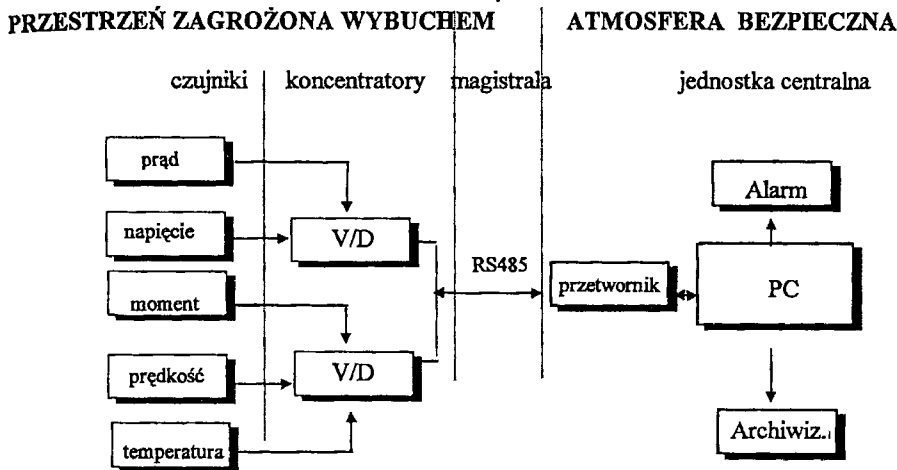 PRZESTRZEŃ ZAGROŻONA WYBUCHEM
ATMOSFERA BEZPIECZNA
czujniki
koncentratory
magistrala
jednostka centralna
prąd
Alarm
napięcie
V/D
RS485
przetwornik
PC
moment
V/D
prędkość
Archiwiz..
temperatura